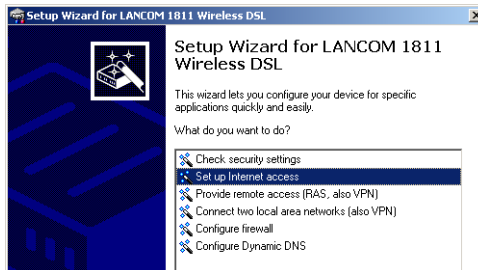 Setup Wizard for LANCOM 1811 Wireless DSL
Setup Wizard for LANCOM 1811
Wireless DSL
This wizard lets you configure your device for specific
applications quickly and easily.
What do you want to do?
Check security settings
Set up Internet access
Provide remote access (RAS, also VPN)
Connect two local area networks (also VPN)
Configure firewall
Configure Dynamic DNS